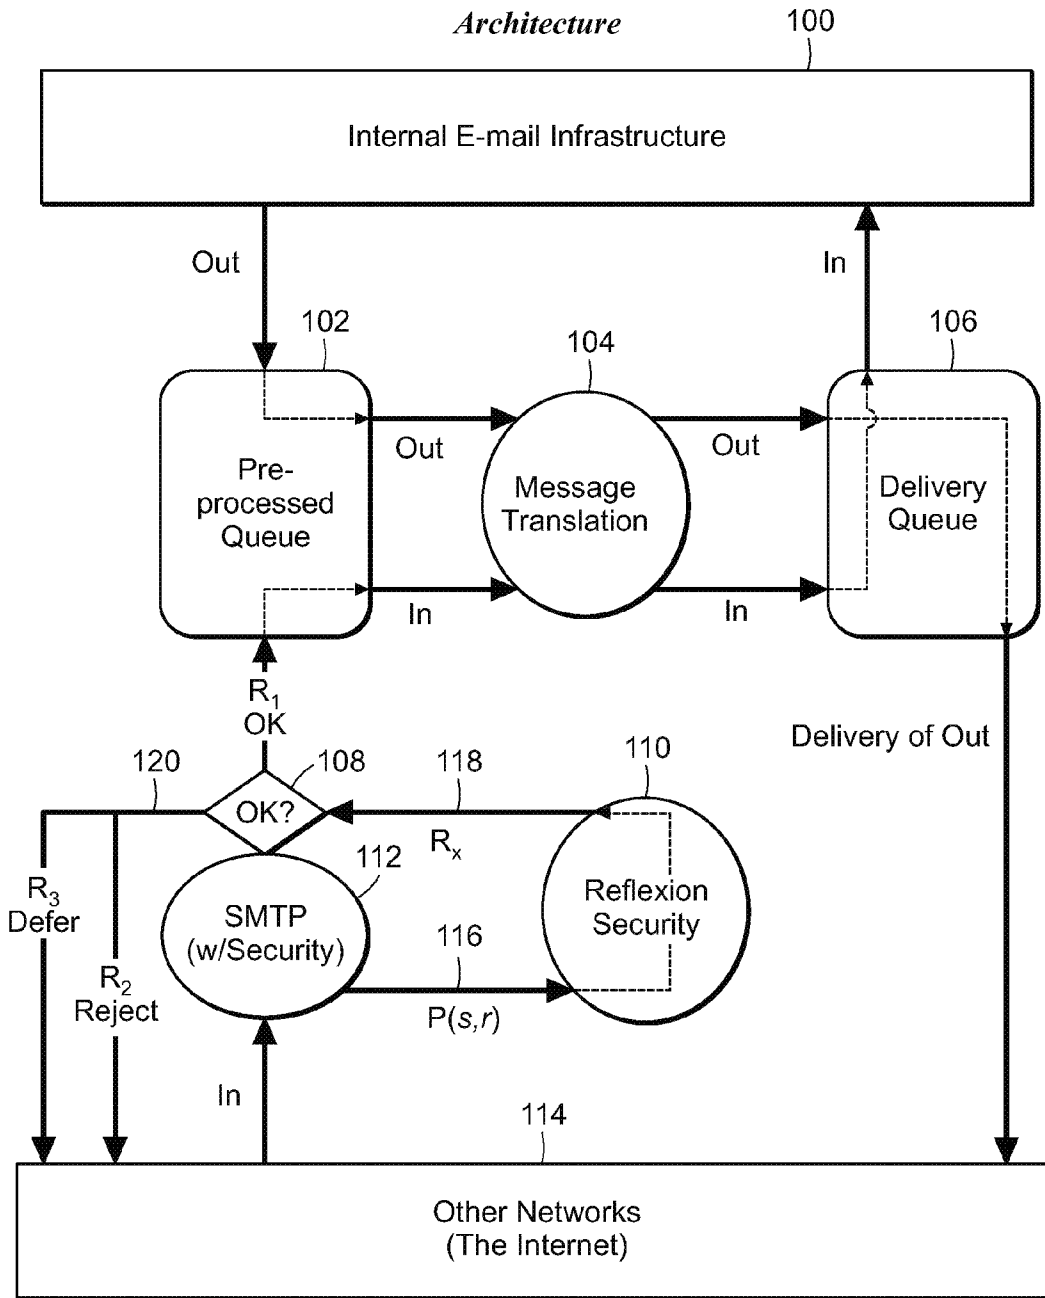 Architecture
100
Internal E-mail Infrastructure
Out
In
102
104
106
Out
Out
Pre-
processed
Queue
Message
Translation
Delivery
Queue
In
In
R1
OK
Delivery of Out
120
108
118
110
OK?
Rx
112
R3
Defer
SMTP
(w/Security)
Reflexion
Security
116
R2
Reject
P(s,r)
In
114
Other Networks
(The Internet)